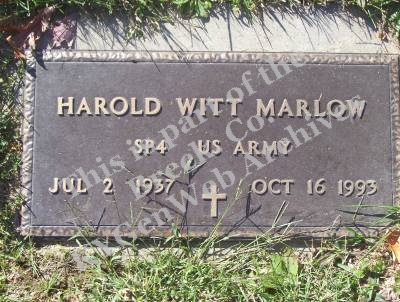 HAROLD WITT MARLOW
SP4 US ARMY
JUL 2 1937 OCT 16 1993
This is part of the
Creeks Co
GenWeb Archives